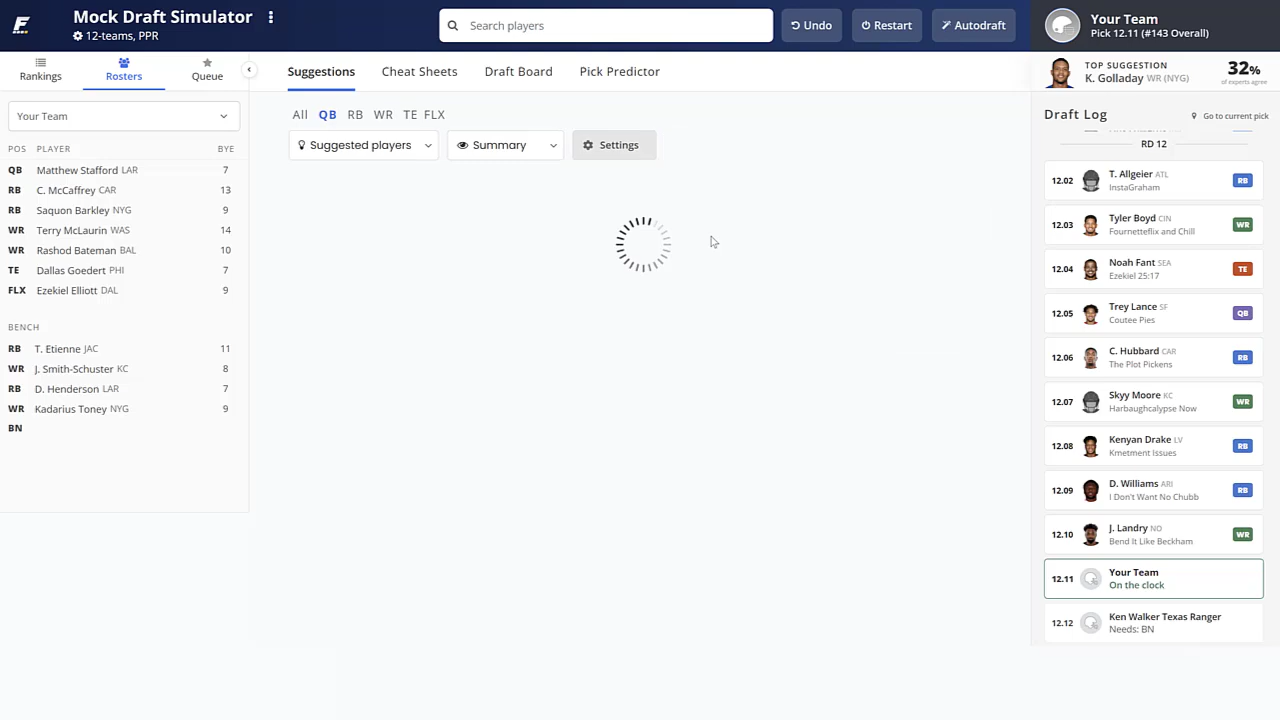 Mock Draft Simulator
12-teams, PPR
Search players
Undo
Restart
Autodraft
Your Team
Pick 12.11 (#143 Overall)
Rankings
Rosters
Queue
Suggestions
Cheat Sheets
Draft Board
Pick Predictor
TOP SUGGESTION
K. Golladay WR (NYG)
32%
of experts agree
Your Team
POS PLAYER BYE
QB Matthew Stafford LAR 7
RB C. McCaffrey CAR 13
RB Saquon Barkley NYG 9
WR Terry McLaurin WAS 14
WR Rashod Bateman BAL 10
TE Dallas Goedert PHI 7
FLX Ezekiel Elliott DAL 9
BENCH
RB T. Etienne JAC 11
WR J. Smith-Schuster KC 8
RB D. Henderson LAR 7
WR Kadarius Toney NYG 9
BN
All QB RB WR TE FLX
Suggested players
Summary
Settings
Draft Log
Go to current pick
RD 12
12.02 T. Allgeier ATL RB
InstaGraham
12.03 Tyler Boyd CIN WR
Fournetteflix and Chill
12.04 Noah Fant SEA TE
Ezekiel 25:17
12.05 Trey Lance SF QB
Coutee Pies
12.06 C. Hubbard CAR RB
The Plot Pickens
12.07 Skyy Moore KC WR
Harbaughcalypse Now
12.08 Kenyan Drake LV RB
Kmetment Issues
12.09 D. Williams ARI RB
I Don't Want No Chubb
12.10 J. Landry NO WR
Bend It Like Beckham
12.11 Your Team
On the clock
12.12 Ken Walker Texas Ranger
Needs: BN